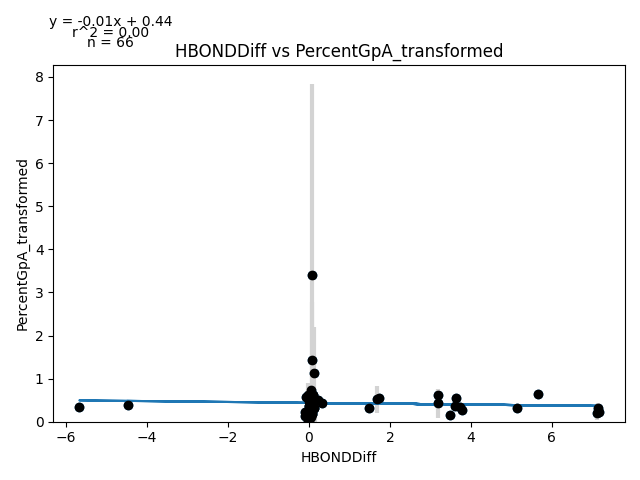 y = -0.01x + 0.44
r^2 = 0.00
n = 66
HBONDDiff vs PercentGpA_transformed
8
7
6
5
4
3
2
1
0
PercentGpA_transformed
−6
−4
−2
0
2
4
6
HBONDDiff